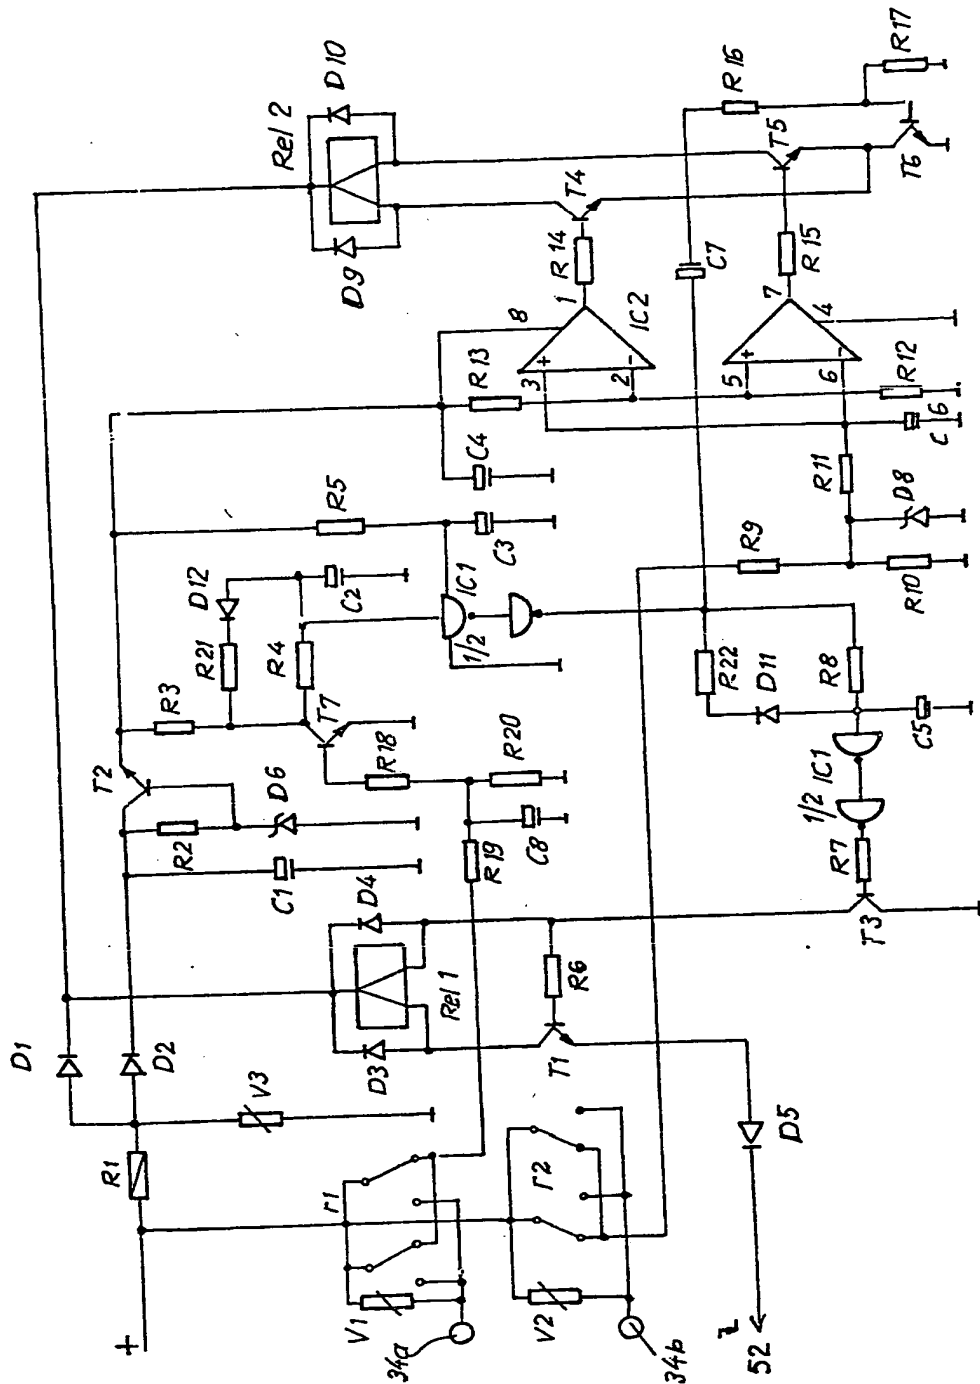 +
R1
D1
D2
V3
r1
V1
34a
r2
V2
34b
52
D5
D3
Rel 1
D4
T1
R6
C1
R2
D6
T2
R3
R21
D12
R4
C2
T7
R18
R19
C8
R20
R5
C3
C4
1/2
IC1
R7
T3
1/2
IC1
C5
R8
D11
R22
R9
R10
D8
R11
C6
R12
R13
3
+
2
-
8
1
IC2
5
+
6
-
7
4
R14
R15
C7
T4
T5
T6
R16
R17
D9
Rel 2
D10